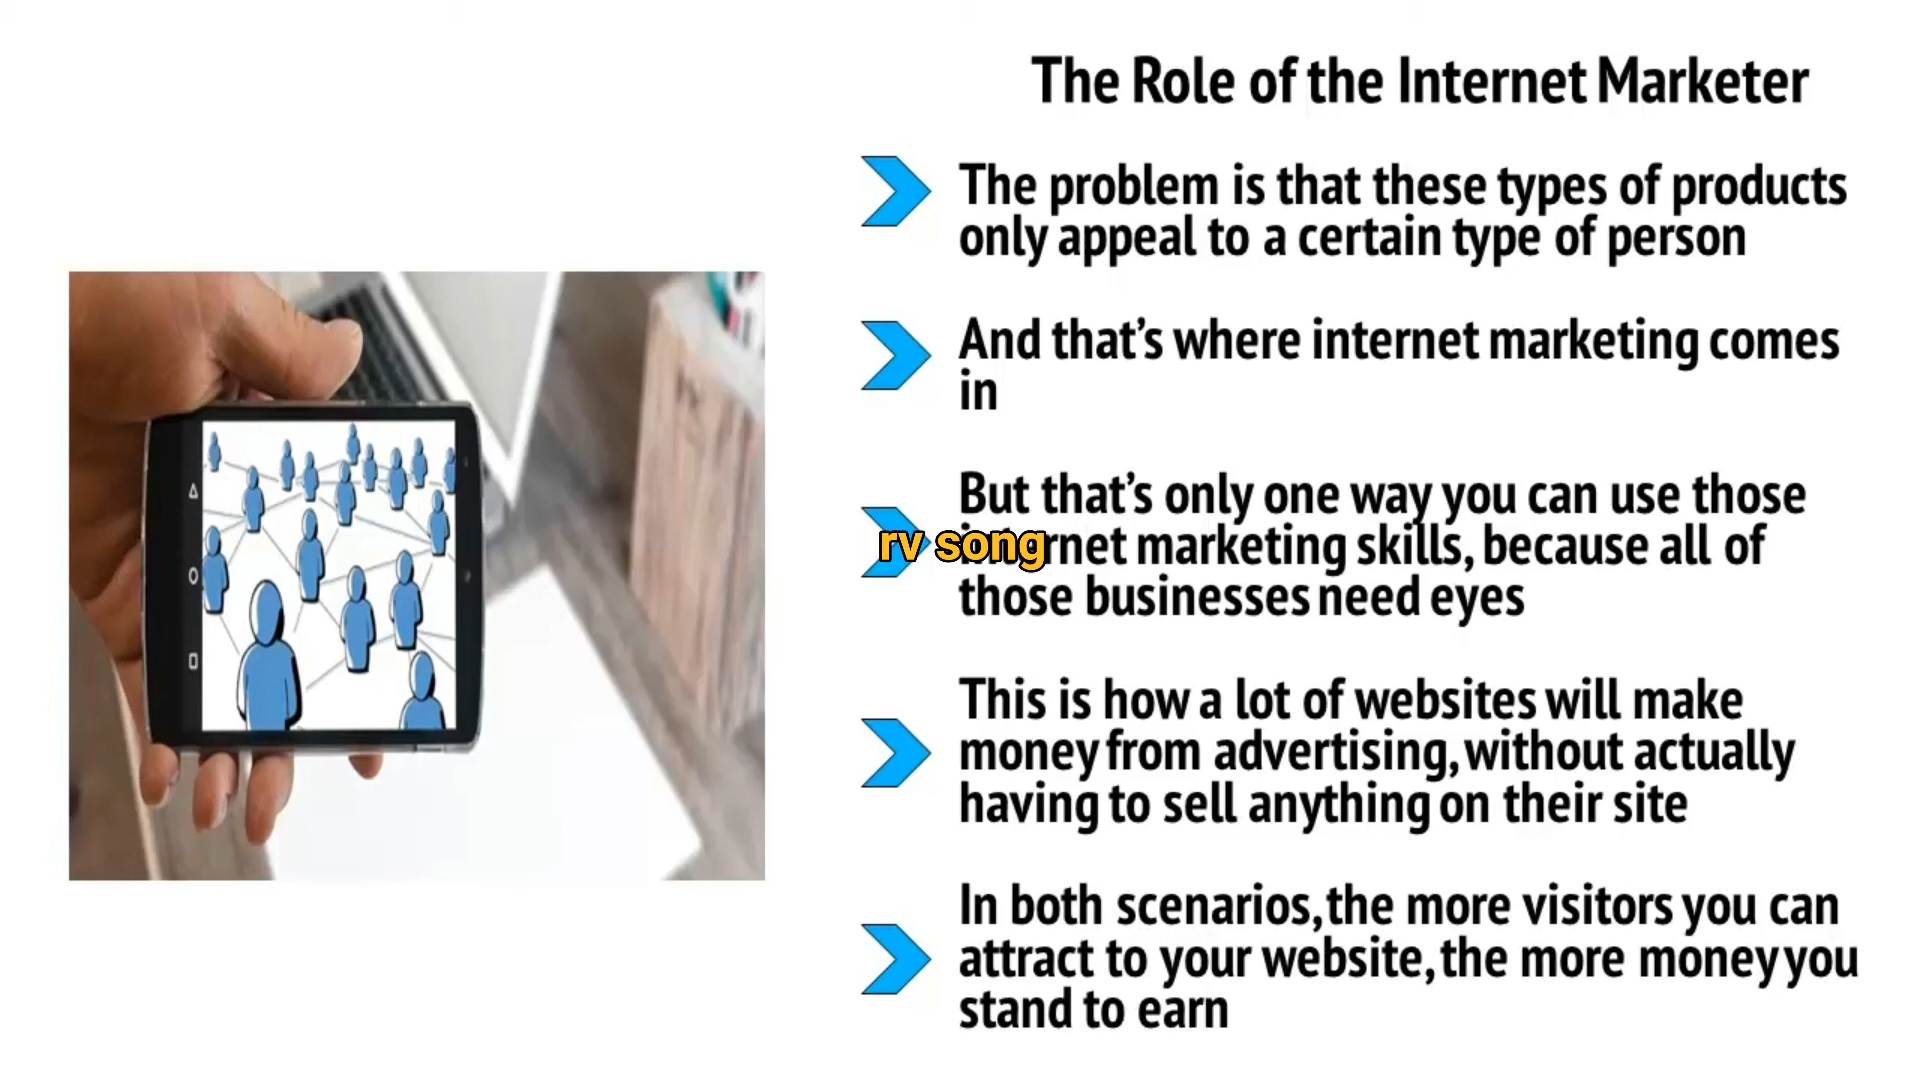 The Role of the Internet Marketer
The problem is that these types of products
only appeal to a certain type of person
And that's where internet marketing comes
in
But that's only one way you can use those
internet marketing skills, because all of
rv song
those businesses need eyes
This is how a lot of websites will make
money from advertising, without actually
having to sell anything on their site
In both scenarios, the more visitors you can
attract to your website, the more money you
stand to earn